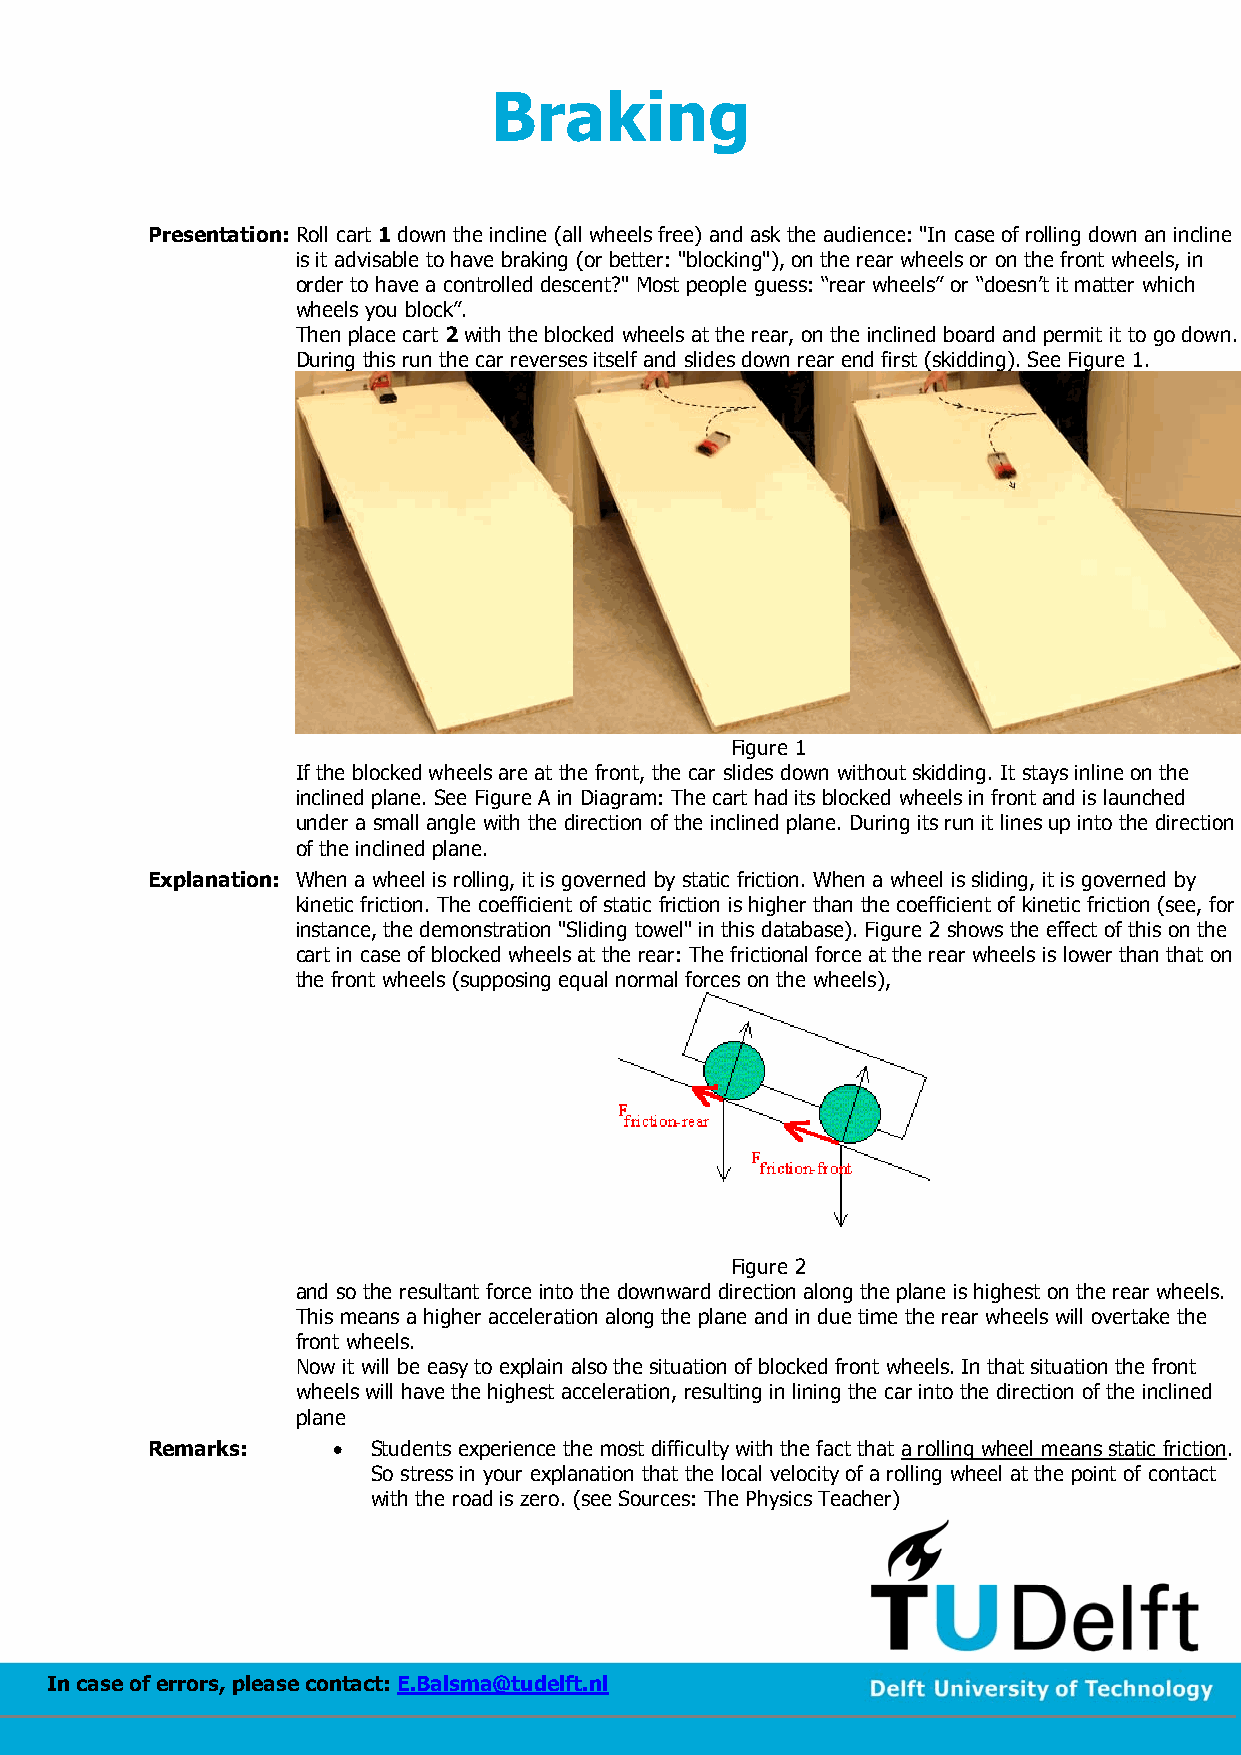 Braking
Presentation: Roll cart 1 down the incline (all wheels free) and ask the audience: "In case of rolling down an incline
is it advisable to have braking (or better: "blocking"), on the rear wheels or on the front wheels, in
order to have a controlled descent?" Most people guess: “rear wheels” or “doesn’t it matter which
wheels you block”.
Then place cart 2 with the blocked wheels at the rear, on the inclined board and permit it to go down.
During this run the car reverses itself and slides down rear end first (skidding). See Figure 1.
Figure 1
If the blocked wheels are at the front, the car slides down without skidding. It stays inline on the
inclined plane. See Figure A in Diagram: The cart had its blocked wheels in front and is launched
under a small angle with the direction of the inclined plane. During its run it lines up into the direction
of the inclined plane.
Explanation: When a wheel is rolling, it is governed by static friction. When a wheel is sliding, it is governed by
kinetic friction. The coefficient of static friction is higher than the coefficient of kinetic friction (see, for
instance, the demonstration "Sliding towel" in this database). Figure 2 shows the effect of this on the
cart in case of blocked wheels at the rear: The frictional force at the rear wheels is lower than that on
the front wheels (supposing equal normal forces on the wheels),
F friction-rear
F friction-front
Figure 2
and so the resultant force into the downward direction along the plane is highest on the rear wheels.
This means a higher acceleration along the plane and in due time the rear wheels will overtake the
front wheels.
Now it will be easy to explain also the situation of blocked front wheels. In that situation the front
wheels will have the highest acceleration, resulting in lining the car into the direction of the inclined
plane
Remarks: • Students experience the most difficulty with the fact that a rolling wheel means static friction.
So stress in your explanation that the local velocity of a rolling wheel at the point of contact
with the road is zero. (see Sources: The Physics Teacher)
TUDelft
In case of errors, please contact: E.Balsma@tudelft.nl
Delft University of Technology